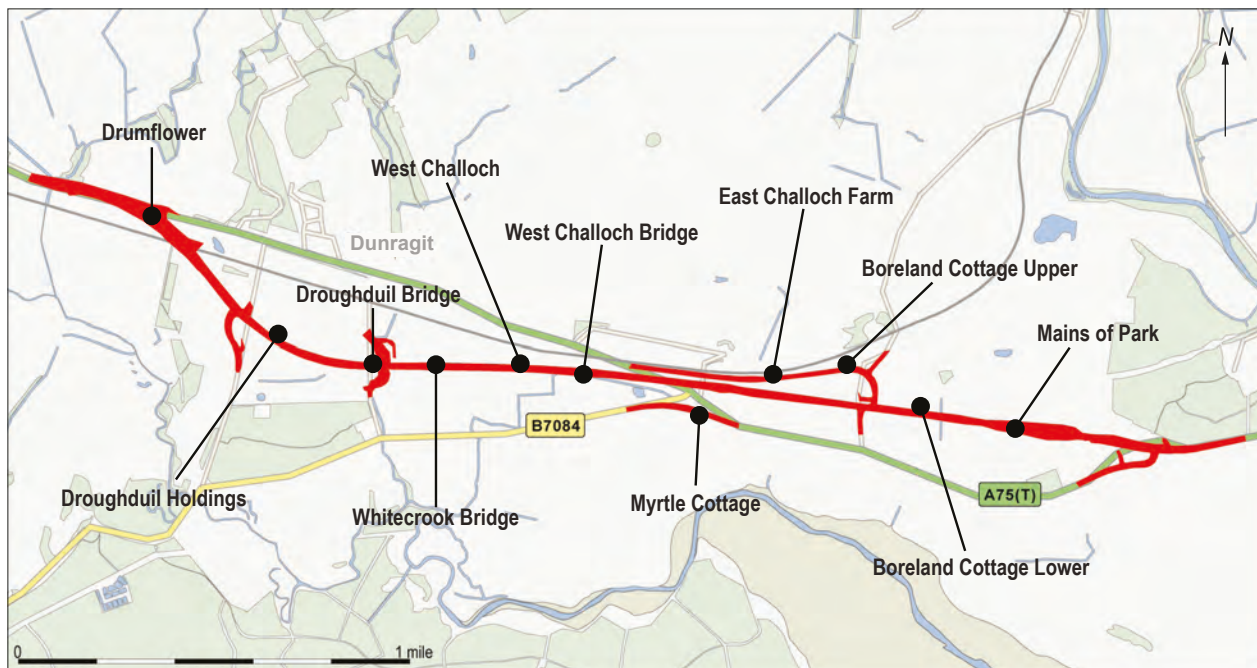 N
Drumflower
West Challoch
East Challoch Farm
West Challoch Bridge
Dunragit
Boreland Cottage Upper
Droughduil Bridge
Mains of Park
B7084
Droughduil Holdings
Whitecrook Bridge
Myrtle Cottage
A75(T)
Boreland Cottage Lower
0
1 mile